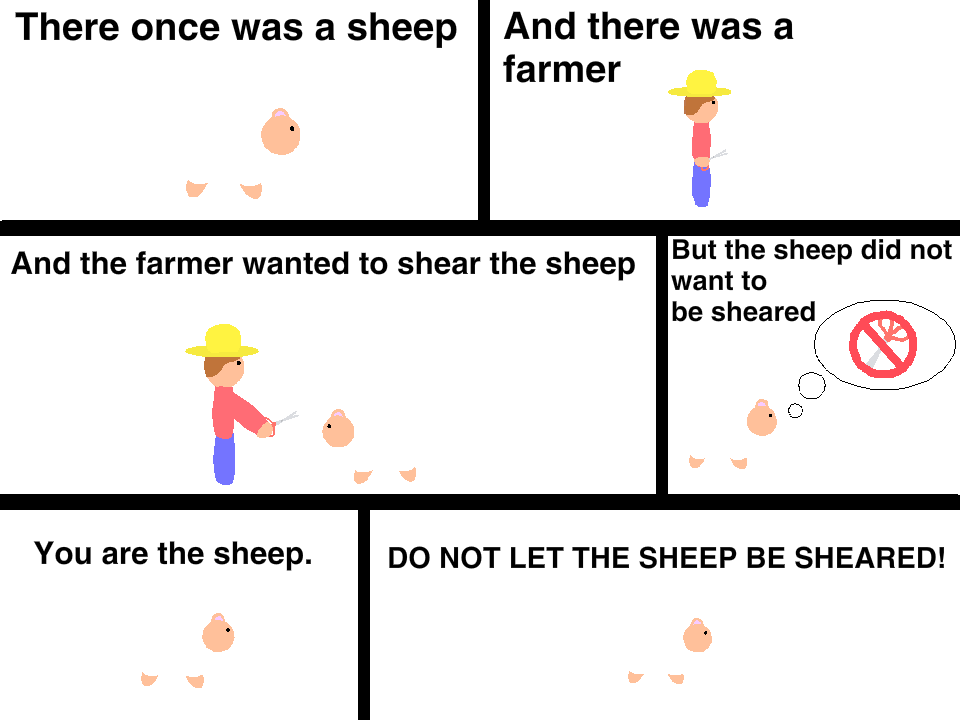 There once was a sheep
And there was a
farmer
And the farmer wanted to shear the sheep
But the sheep did not
want to
be sheared
You are the sheep.
DO NOT LET THE SHEEP BE SHEARED!